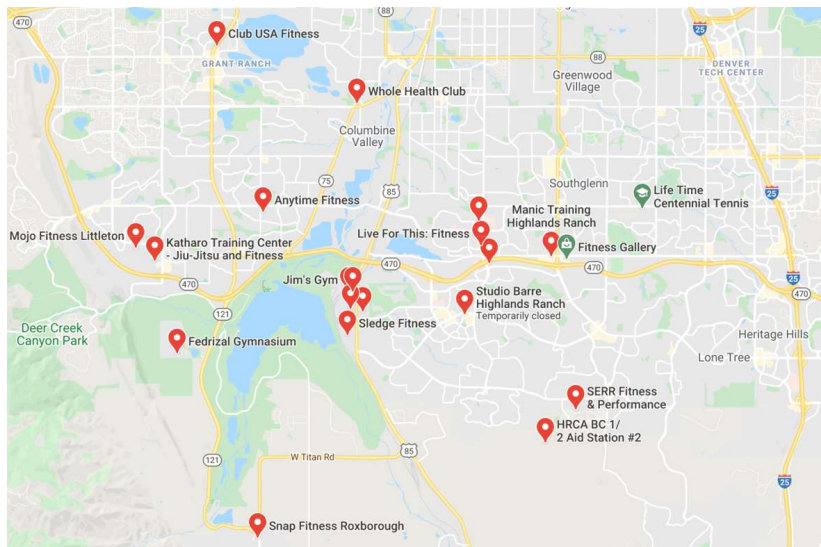 470
88
25
Club USA Fitness
88
GRANT RANCH
DENVER
TECH CENTER
Greenwood
Village
Whole Health Club
Columbine
Valley
75
85
Southglenn
25
Life Time
Centennial Tennis
Anytime Fitness
Manic Training
Highlands Ranch
Mojo Fitness Littleton
Katharo Training Center
- Jiu-Jitsu and Fitness
Live For This: Fitness
Fitness Gallery
470
470
470
470
Jim's Gym
Studio Barre
Highlands Ranch
Temporarily closed
121
Sledge Fitness
Deer Creek
Canyon Park
Fedrizal Gymnasium
Heritage Hills
Lone Tree
SERR Fitness
& Performance
HRCA BC 1/
2 Aid Station #2
85
W Titan Rd
121
25
Snap Fitness Roxborough